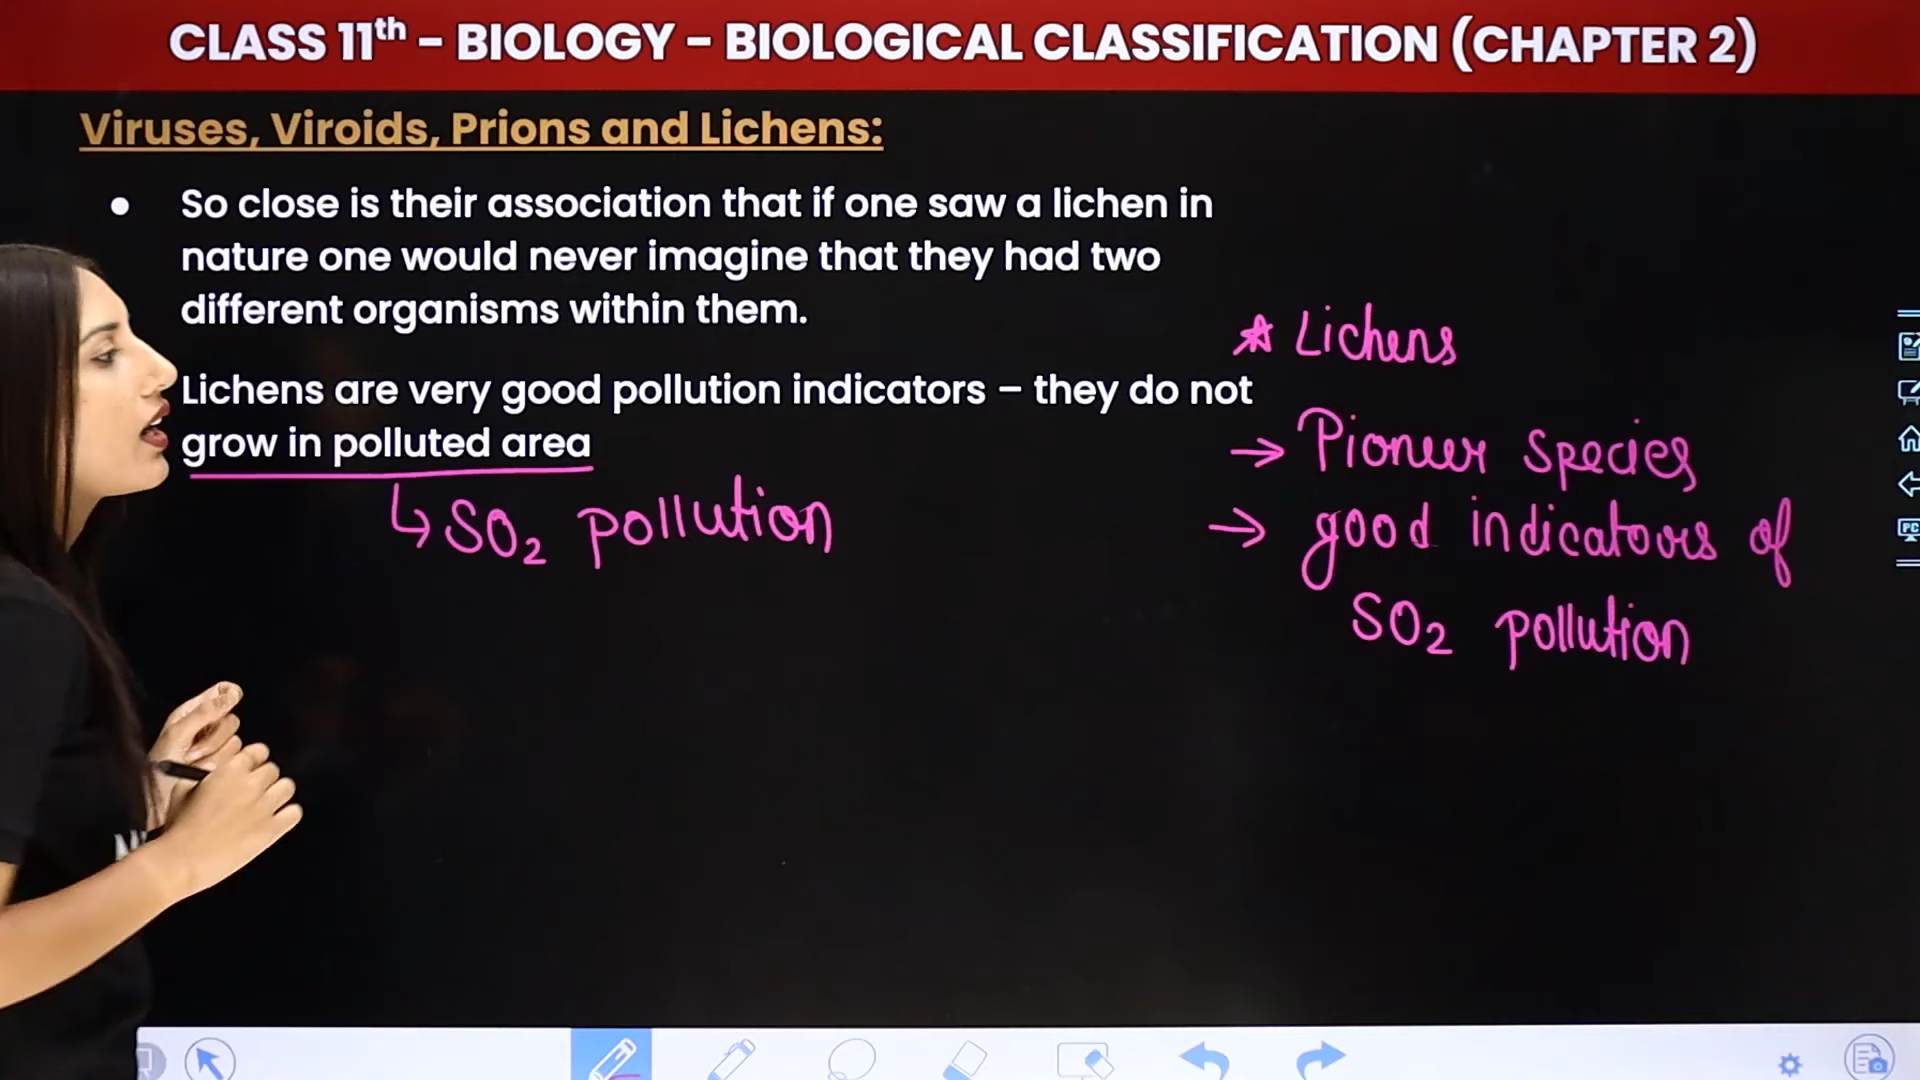 CLASS 11th - BIOLOGY - BIOLOGICAL CLASSIFICATION (CHAPTER 2)
Viruses, Viroids, Prions and Lichens:
● So close is their association that if one saw a lichen in
nature one would never imagine that they had two
different organisms within them.
Lichens are very good pollution indicators – they do not
grow in polluted area
↳ SO₂ pollution
* Lichens
→ Pioneer species
→ good indicators of
SO₂ pollution
PC